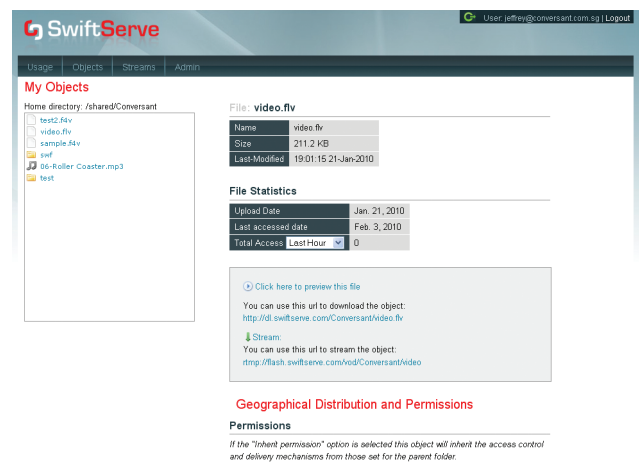 SwiftServe
User: jeffrey@conversant.com.sg | Logout
Usage Objects Streams Admin
My Objects
Home directory: /shared/Conversant
test2.f4v
video.flv
sample.f4v
swf
06-Roller Coaster.mp3
test
File: video.flv
Name video.flv
Size 211.2 KB
Last-Modified 19:01:15 21-Jan-2010
File Statistics
Upload Date Jan. 21, 2010
Last accessed date Feb. 3, 2010
Total Access Last Hour 0
Click here to preview this file
You can use this url to download the object:
http://dl.swiftserve.com/Conversant/video.flv
Stream:
You can use this url to stream the object:
rtmp://flash.swiftserve.com/vod/Conversant/video
Geographical Distribution and Permissions
Permissions
If the "Inherit permission" option is selected this object will inherit the access control
and delivery mechanisms from those set for the parent folder.